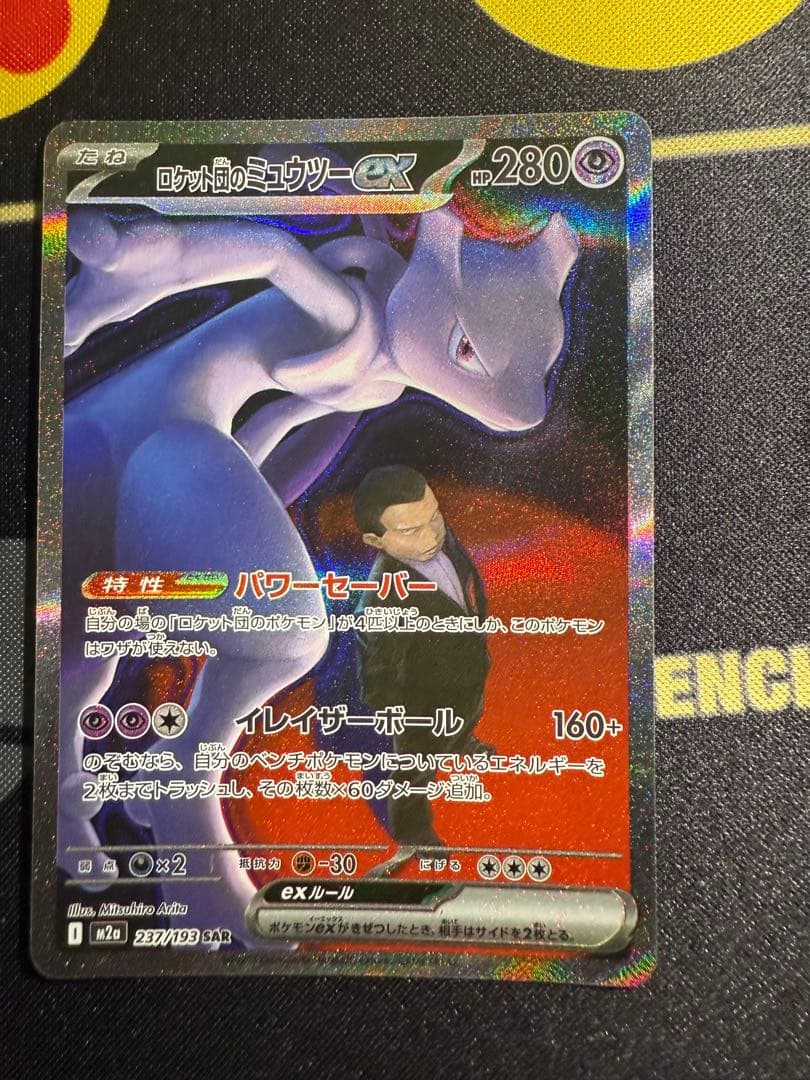 たね ロケット団のミュウツーex HP280
特性 パワーセーバー
自分の場の「ロケット団のポケモン」が4匹以上のときにしか、このポケモン
はワザが使えない。
イレイザーボール 160+
のぞむなら、自分のベンチポケモンについているエネルギーを
2枚までトラッシュし、その枚数×60ダメージ追加。
弱点 ×2 抵抗力 -30 にげる
exルール
ポケモンexがきぜつしたとき、相手はサイドを2枚とる。
Illus. Mitsuhiro Arita
I M2a 237/193 SAR
ENCE